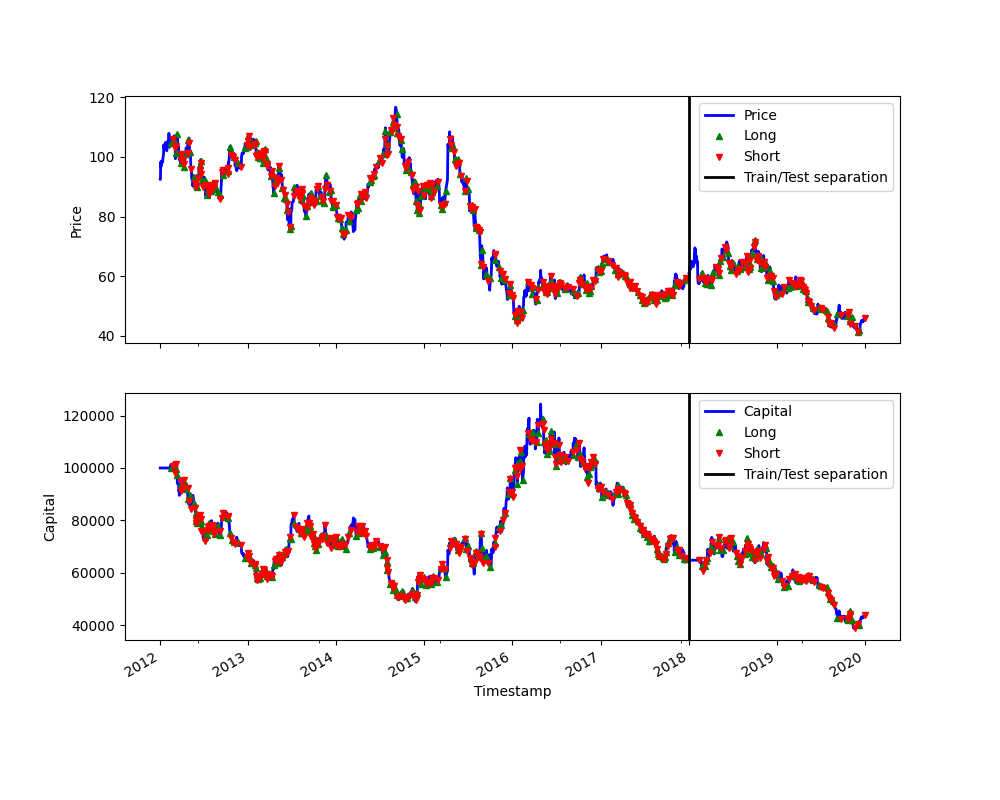 120
100
80
60
40
Price
Price
Long
Short
Train/Test separation
120000
100000
80000
60000
40000
Capital
Capital
Long
Short
Train/Test separation
2012
2013
2014
2015
2016
2017
2018
2019
2020
Timestamp